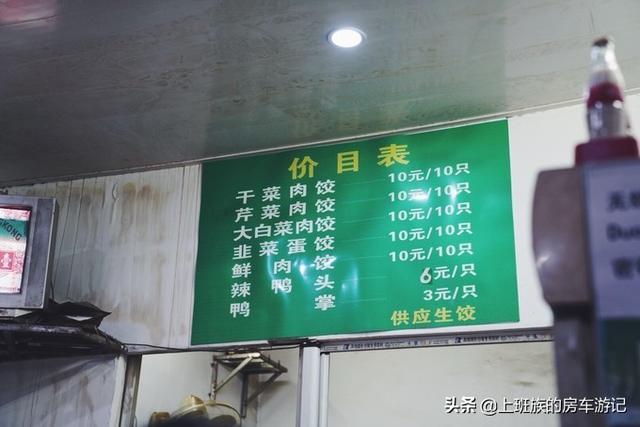 价目表
干菜肉饺 10元/10只
芹菜肉饺 10元/10只
大白菜肉饺 10元/10只
韭菜蛋饺 10元/10只
鲜肉饺 10元/10只
辣鸭头 6元/只
鸭掌 3元/只
供应生饺
头条 @上班族的房车游记